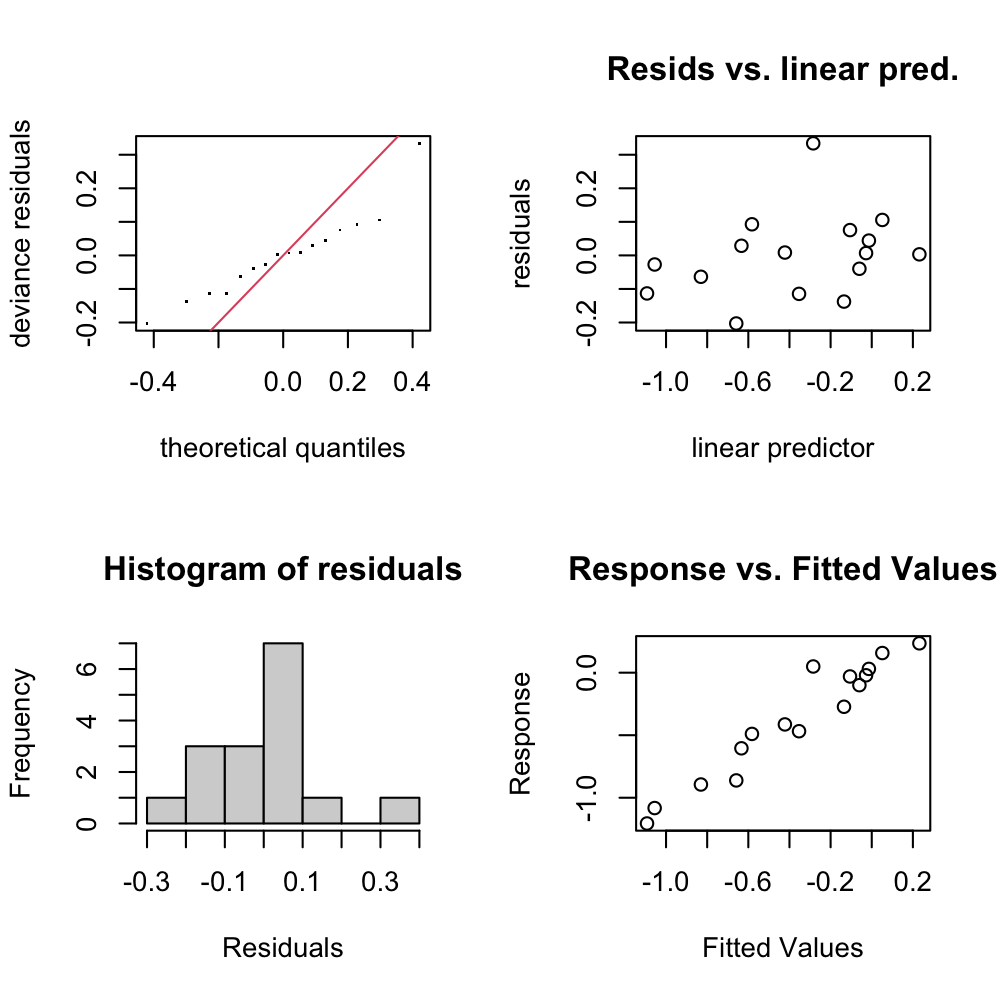 deviance residuals
-0.2 0.0 0.2
-0.4 0.0 0.2 0.4
theoretical quantiles
Resids vs. linear pred.
residuals
-0.2 0.0 0.2
-1.0 -0.6 -0.2 0.2
linear predictor
Histogram of residuals
Frequency
0 2 4 6
-0.3 -0.1 0.1 0.3
Residuals
Response vs. Fitted Values
Response
-1.0 0.0
-1.0 -0.6 -0.2 0.2
Fitted Values